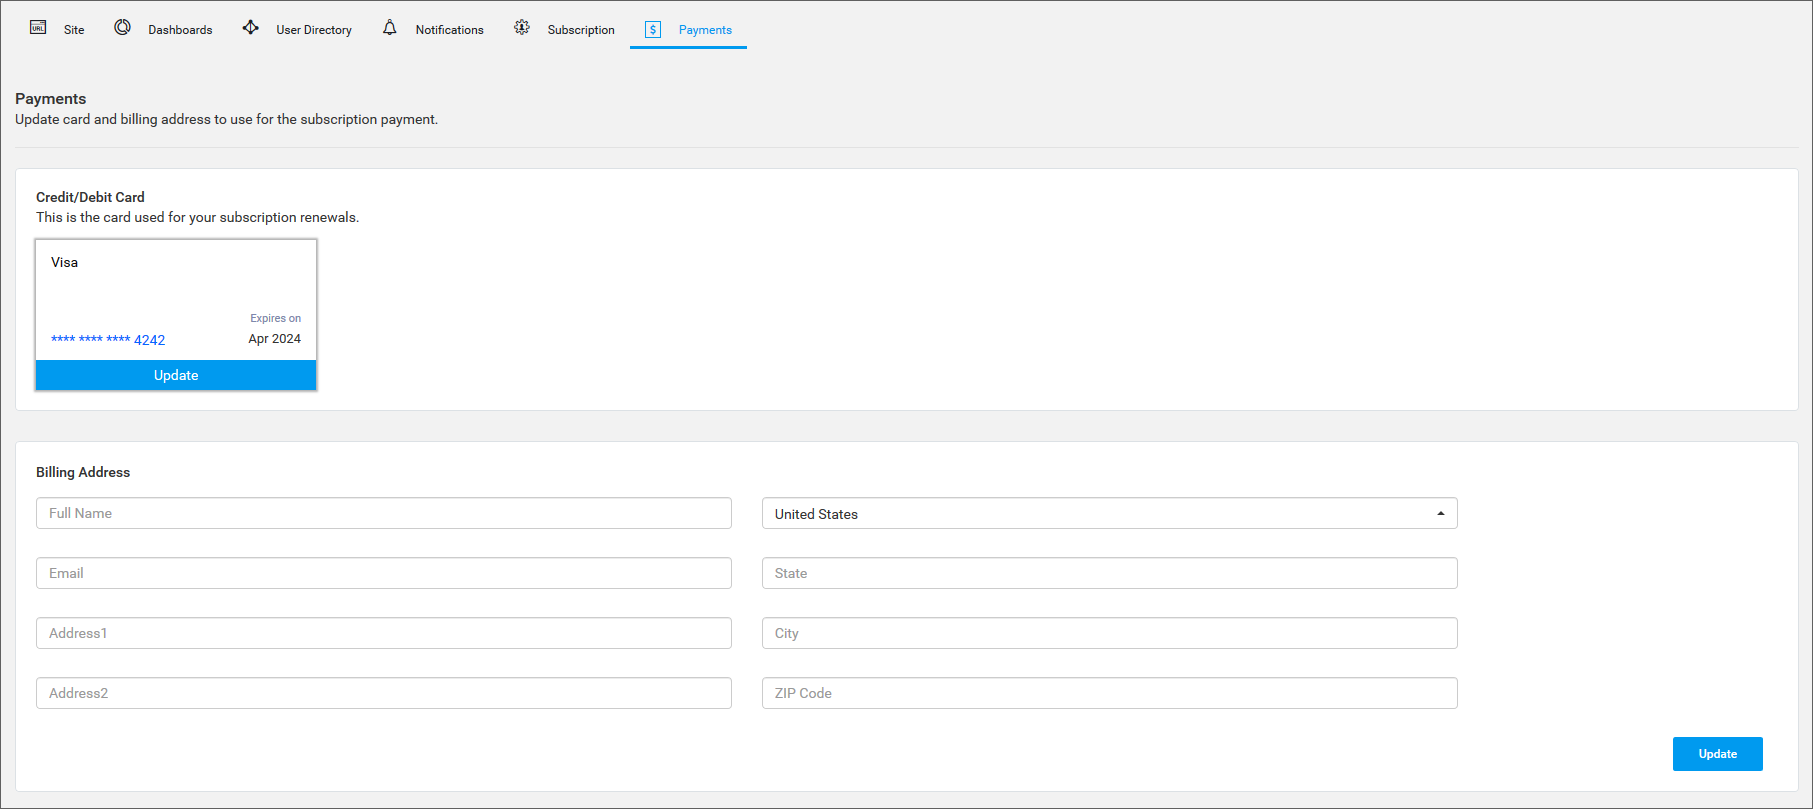 URL Site Dashboards User Directory Notifications Subscription $ Payments
Payments
Update card and billing address to use for the subscription payment.
Credit/Debit Card
This is the card used for your subscription renewals.
Visa
Expires on
**** **** **** 4242 Apr 2024
Update
Billing Address
Full Name United States
Email State
Address1 City
Address2 ZIP Code
Update